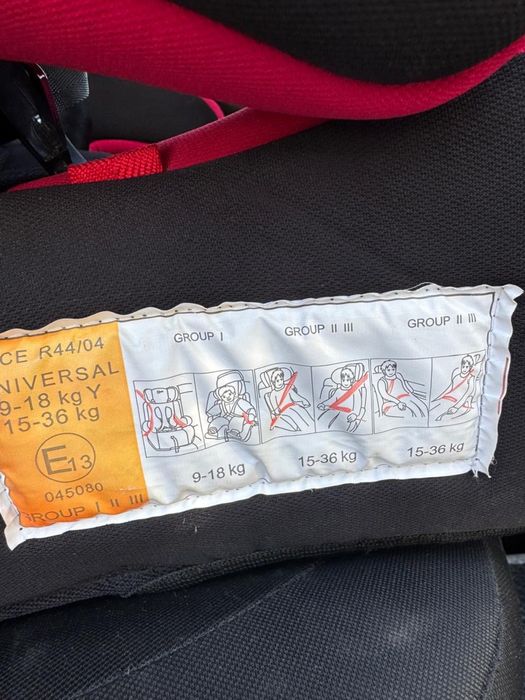 CE R44/04
NIVERSAL
9-18 kg Y
15-36 kg
E13
045080
ROUP I II III
GROUP I
GROUP II III
GROUP II III
9-18 kg
15-36 kg
15-36 kg